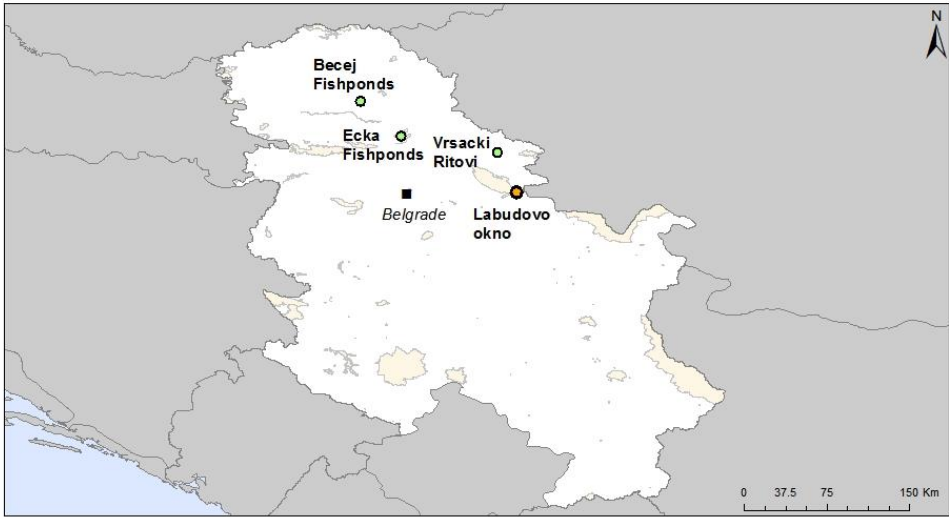 N
Becej
Fishponds
Ecka
Fishponds
Vrsacki
Ritovi
Belgrade
Labudovo
okno
0 37.5 75 150 Km